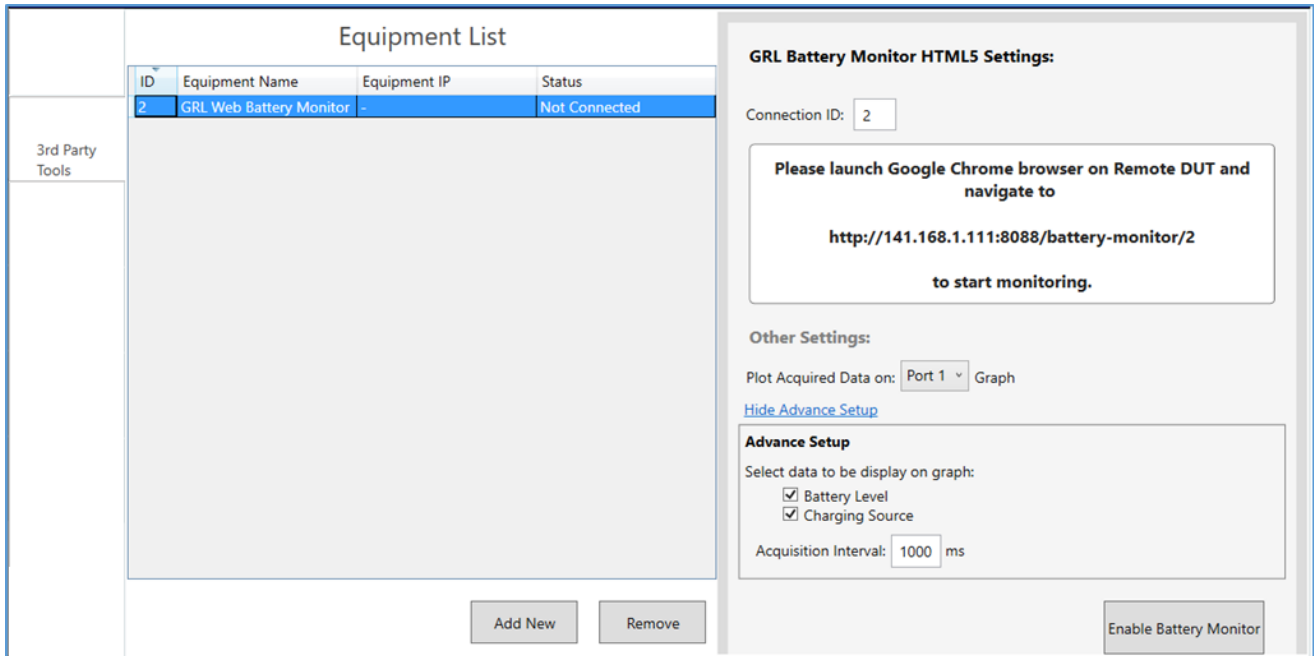 Equipment List
ID Equipment Name Equipment IP Status
2 GRL Web Battery Monitor - Not Connected
3rd Party
Tools
Add New Remove
GRL Battery Monitor HTML5 Settings:
Connection ID: 2
Please launch Google Chrome browser on Remote DUT and
navigate to
http://141.168.1.111:8088/battery-monitor/2
to start monitoring.
Other Settings:
Plot Acquired Data on: Port 1 Graph
Hide Advance Setup
Advance Setup
Select data to be display on graph:
Battery Level
Charging Source
Acquisition Interval: 1000 ms
Enable Battery Monitor